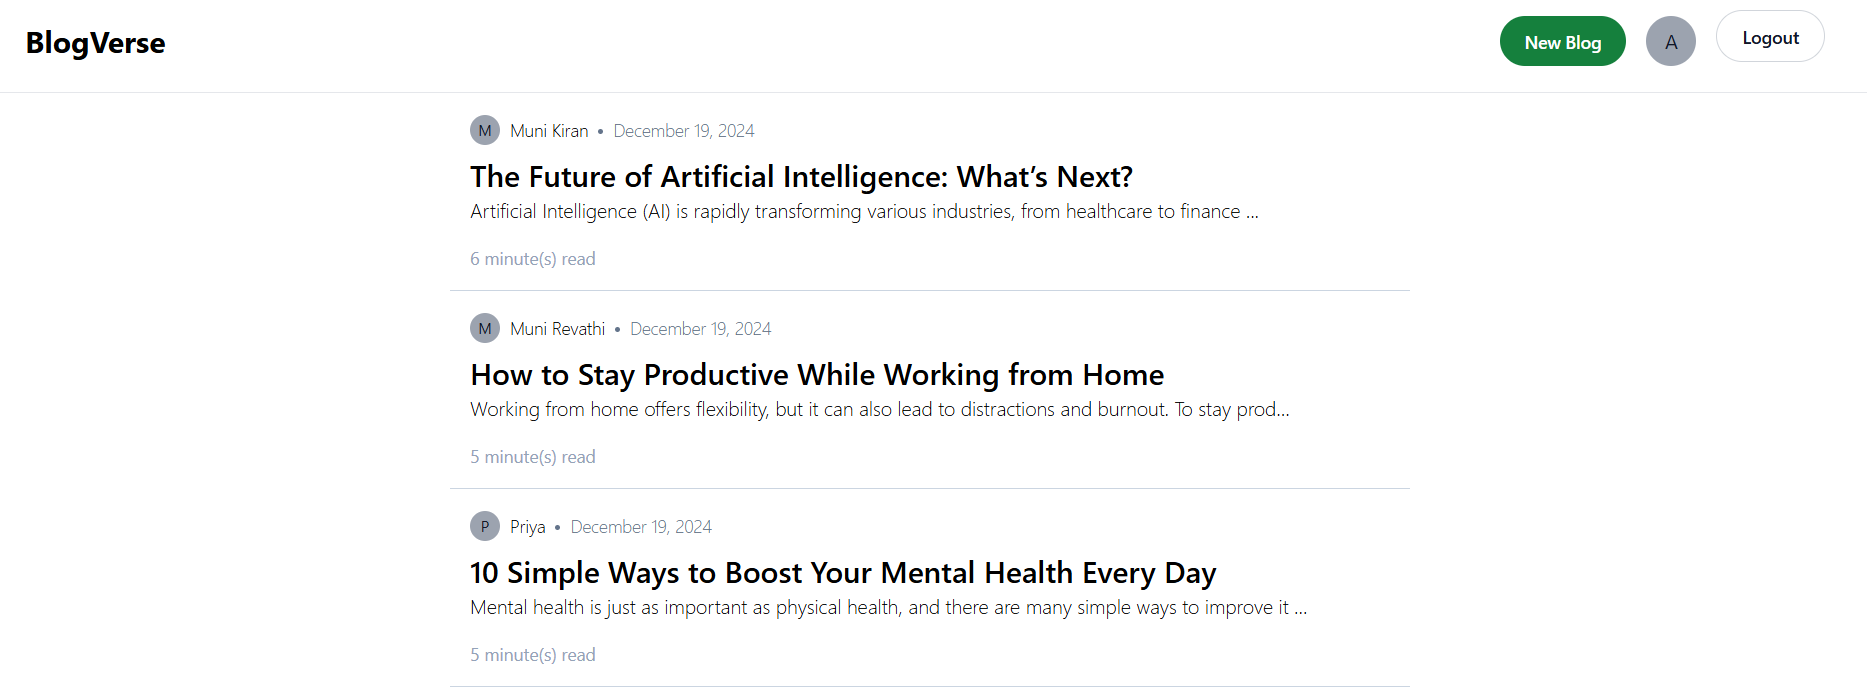 BlogVerse
New Blog
A
Logout
M Muni Kiran • December 19, 2024
The Future of Artificial Intelligence: What’s Next?
Artificial Intelligence (AI) is rapidly transforming various industries, from healthcare to finance ...
6 minute(s) read
M Muni Revathi • December 19, 2024
How to Stay Productive While Working from Home
Working from home offers flexibility, but it can also lead to distractions and burnout. To stay prod...
5 minute(s) read
P Priya • December 19, 2024
10 Simple Ways to Boost Your Mental Health Every Day
Mental health is just as important as physical health, and there are many simple ways to improve it ...
5 minute(s) read